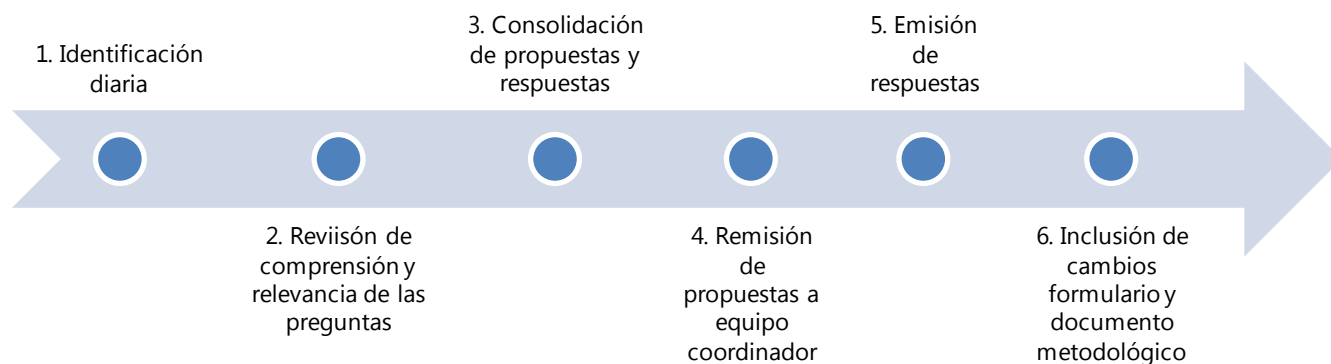 1. Identificación
diaria
2. Reviisón de
comprensión y
relevancia de las
preguntas
3. Consolidación
de propuestas y
respuestas
4. Remisión
de
propuestas a
equipo
coordinador
5. Emisión
de
respuestas
6. Inclusión de
cambios
formulario y
documento
metodológico